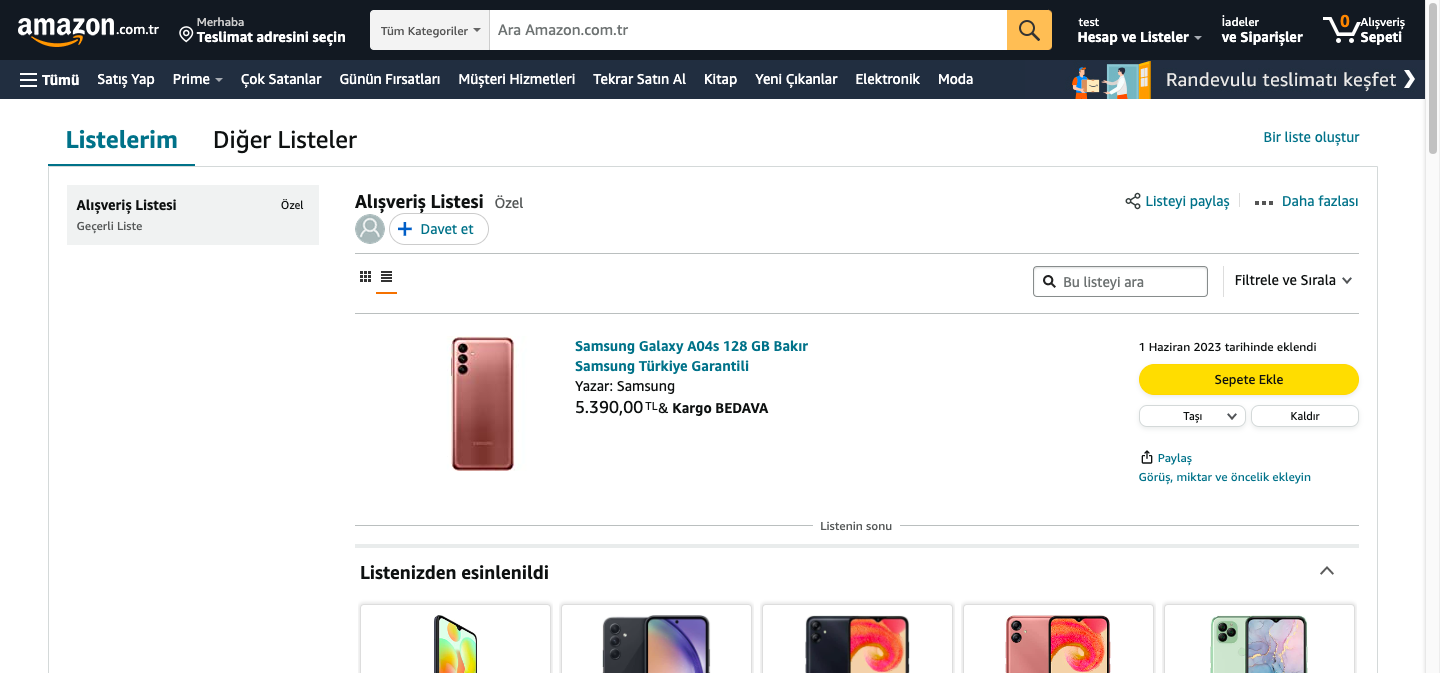 amazon.com.tr
Merhaba
Teslimat adresini seçin
Tüm Kategoriler
Ara Amazon.com.tr
test
Hesap ve Listeler
İadeler
ve Siparişler
0
Alışveriş
Sepeti
Tümü
Satış Yap
Prime
Çok Satanlar
Günün Fırsatları
Müşteri Hizmetleri
Tekrar Satın Al
Kitap
Yeni Çıkanlar
Elektronik
Moda
Randevulu teslimatı keşfet
Listelerim
Diğer Listeler
Bir liste oluştur
Alışveriş Listesi
Özel
Geçerli Liste
Alışveriş Listesi Özel
Listeyi paylaş
Daha fazlası
Davet et
Bu listeyi ara
Filtrele ve Sırala
Samsung Galaxy A04s 128 GB Bakır
Samsung Türkiye Garantili
Yazar: Samsung
5.390,00TL& Kargo BEDAVA
1 Haziran 2023 tarihinde eklendi
Sepete Ekle
Taşı
Kaldır
Paylaş
Görüş, miktar ve öncelik ekleyin
Listenin sonu
Listenizden esinlenildi